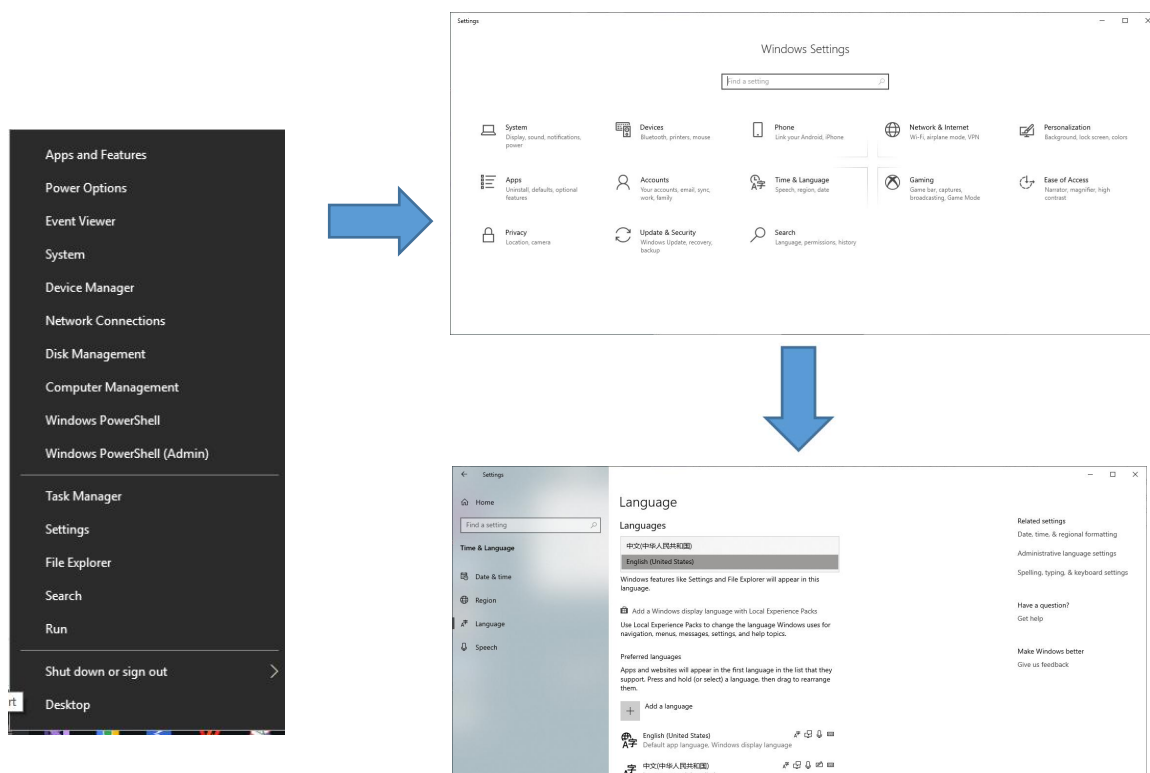 Apps and Features
Power Options
Event Viewer
System
Device Manager
Network Connections
Disk Management
Computer Management
Windows PowerShell
Windows PowerShell (Admin)
Task Manager
Settings
File Explorer
Search
Run
Shut down or sign out
Desktop
rt
Settings
Windows Settings
Find a setting
System
Display, sound, notifications,
power
Devices
Bluetooth, printers, mouse
Phone
Link your Android, iPhone
Network & Internet
Wi-Fi, airplane mode, VPN
Personalization
Background, lock screen, colors
Apps
Uninstall, defaults, optional
features
Accounts
Your accounts, email, sync,
work, family
Time & Language
Speech, region, date
Gaming
Game bar, captures,
broadcasting, Game Mode
Ease of Access
Narrator, magnifier, high
contrast
Privacy
Location, camera
Update & Security
Windows Update, recovery,
backup
Search
Language, permissions, history
Settings
Home
Find a setting
Time & Language
Date & time
Region
Language
Speech
Language
Languages
中文(中华人民共和国)
English (United States)
Windows features like Settings and File Explorer will appear in this
language.
Add a Windows display language with Local Experience Packs
Use Local Experience Packs to change the language Windows uses for
navigation, menus, messages, settings, and help topics.
Preferred languages
Apps and websites will appear in the first language in the list that they
support. Press and hold (or select) a language, then drag to rearrange
them.
Add a language
English (United States)
Default app language, Windows display language
中文(中华人民共和国)
Related settings
Date, time, & regional formatting
Administrative language settings
Spelling, typing, & keyboard settings
Have a question?
Get help
Make Windows better
Give us feedback